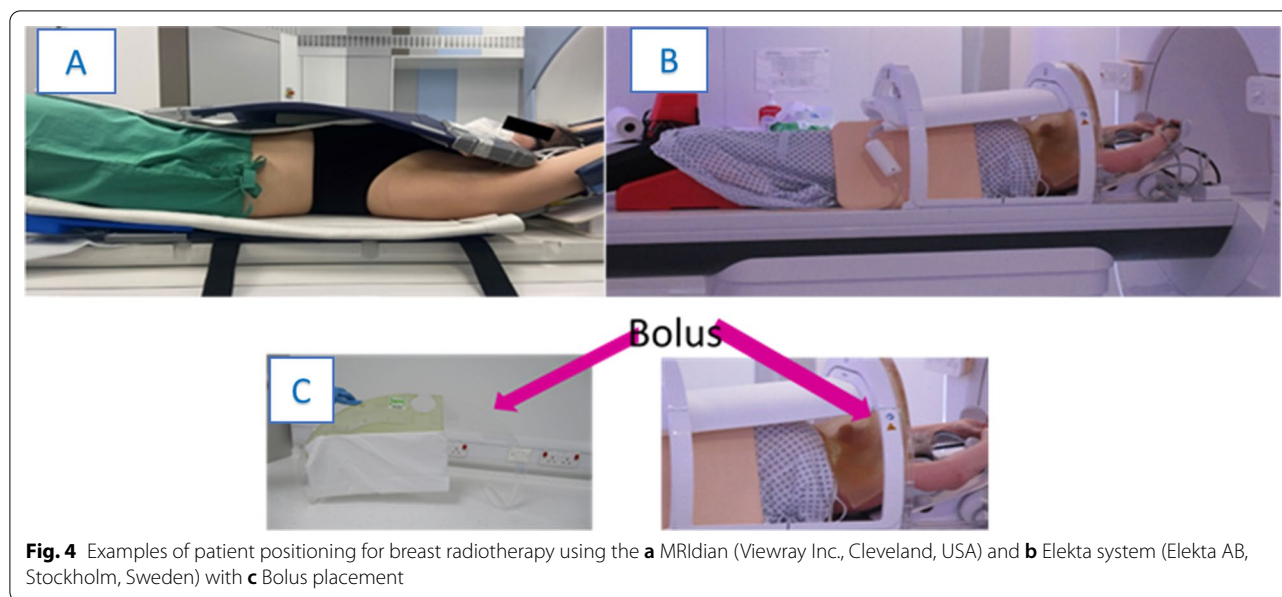 A
B
Bolus
C
Fig. 4 Examples of patient positioning for breast radiotherapy using the a MRIdian (Viewray Inc., Cleveland, USA) and b Elekta system (Elekta AB,
Stockholm, Sweden) with c Bolus placement